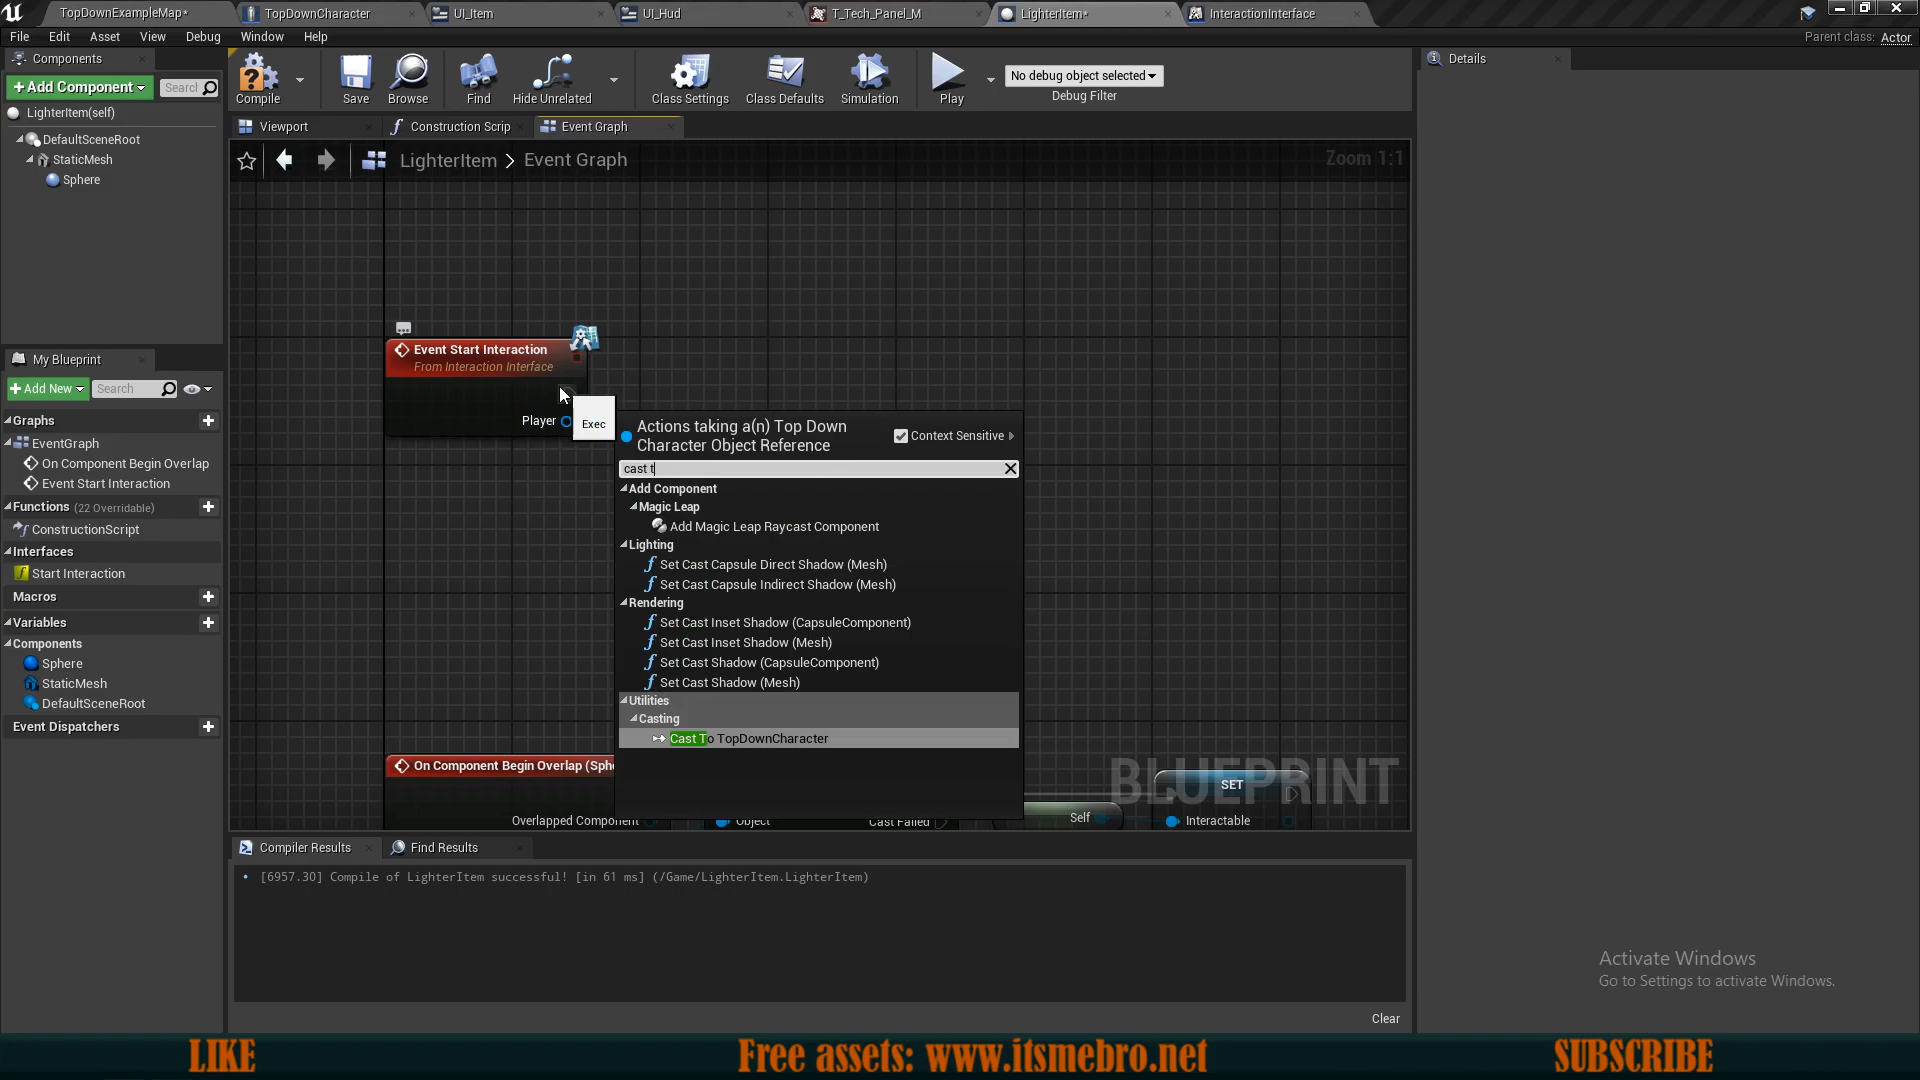 TopDownExampleMap*
TopDownCharacter
UI_Item
UI_Hud
T_Tech_Panel_M
LighterItem*
InteractionInterface
File Edit Asset View Debug Window Help
Parent class: Actor
Components
+Add Component
Search
LighterItem(self)
DefaultSceneRoot
StaticMesh
Sphere
Compile
Save
Browse
Find
Hide Unrelated
Class Settings
Class Defaults
Simulation
Play
No debug object selected
Debug Filter
Details
Viewport
Construction Scrip
Event Graph
LighterItem > Event Graph
Zoom 1:1
My Blueprint
+Add New
Search
Graphs
EventGraph
On Component Begin Overlap
Event Start Interaction
Functions (22 Overridable)
ConstructionScript
Interfaces
Start Interaction
Macros
Variables
Components
Sphere
StaticMesh
DefaultSceneRoot
Event Dispatchers
Event Start Interaction
From Interaction Interface
Player
Exec
Actions taking a(n) Top Down
Character Object Reference
Context Sensitive
cast t
Add Component
Magic Leap
Add Magic Leap Raycast Component
Lighting
Set Cast Capsule Direct Shadow (Mesh)
Set Cast Capsule Indirect Shadow (Mesh)
Rendering
Set Cast Inset Shadow (CapsuleComponent)
Set Cast Inset Shadow (Mesh)
Set Cast Shadow (CapsuleComponent)
Set Cast Shadow (Mesh)
Utilities
Casting
Cast To TopDownCharacter
On Component Begin Overlap (Sphe
Overlapped Component
Object
Cast Failed
Self
SET
Interactable
BLUEPRINT
Compiler Results
Find Results
[6957.30] Compile of LighterItem successful! [in 61 ms] (/Game/LighterItem.LighterItem)
Clear
Activate Windows
Go to Settings to activate Windows.
LIKE
Free assets: www.itsmebro.net
SUBSCRIBE